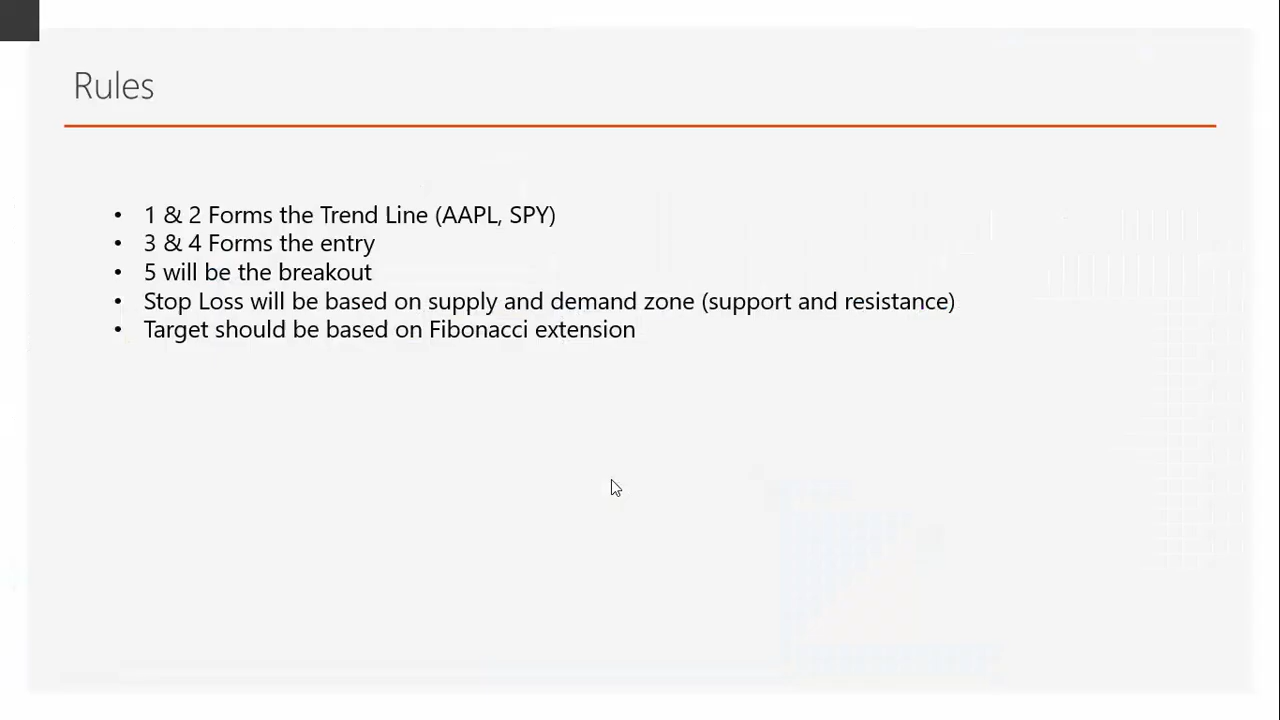 Rules
• 1 & 2 Forms the Trend Line (AAPL, SPY)
• 3 & 4 Forms the entry
• 5 will be the breakout
• Stop Loss will be based on supply and demand zone (support and resistance)
• Target should be based on Fibonacci extension